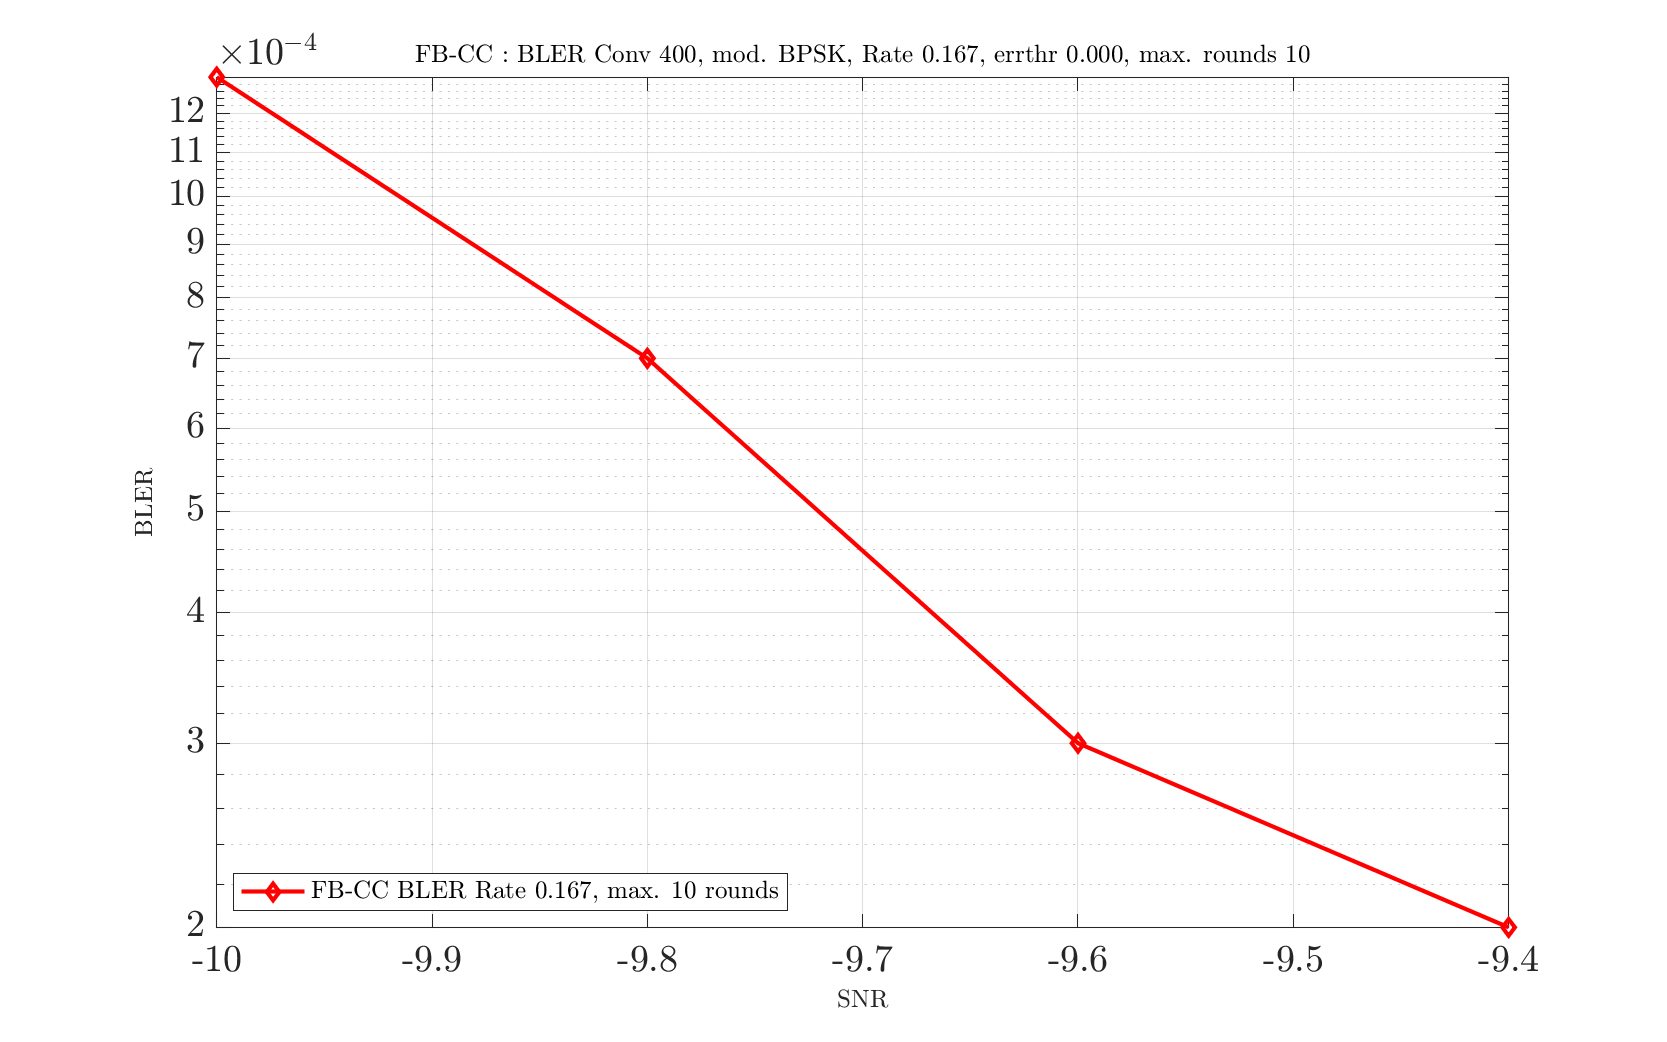 ×10⁻⁴
FB-CC : BLER Conv 400, mod. BPSK, Rate 0.167, errthr 0.000, max. rounds 10
12
11
10
9
8
7
6
5
4
3
2
BLER
FB-CC BLER Rate 0.167, max. 10 rounds
-10 -9.9 -9.8 -9.7 -9.6 -9.5 -9.4
SNR